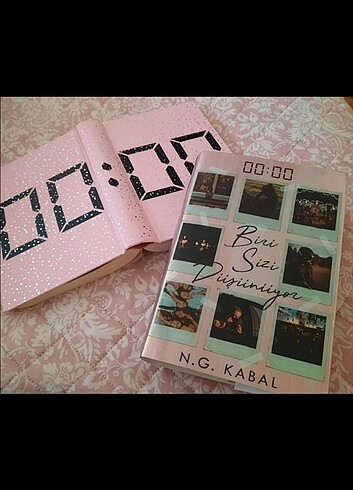 00:00
00:00
Biri
Sizi
Düşünüyor
N.G. KABAL